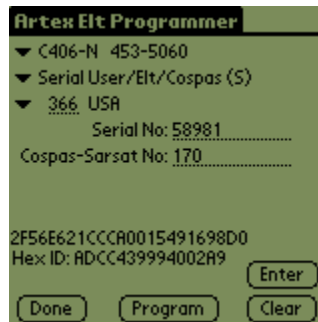 Artex Elt Programmer
C406-N 453-5060
Serial User/Elt/Cospas (S)
366 USA
Serial No: 58981
Cospas-Sarsat No: 170
2F56E621CCCA0015491698D0
Hex ID: ADCC439994002A9
Enter
Done Program Clear